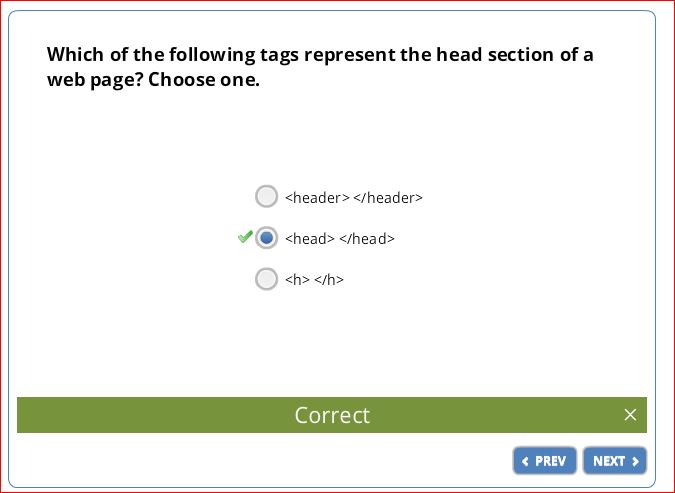 Which of the following tags represent the head section of a
web page? Choose one.
<header> </header>
<head> </head>
<h> </h>
Correct
PREV
NEXT